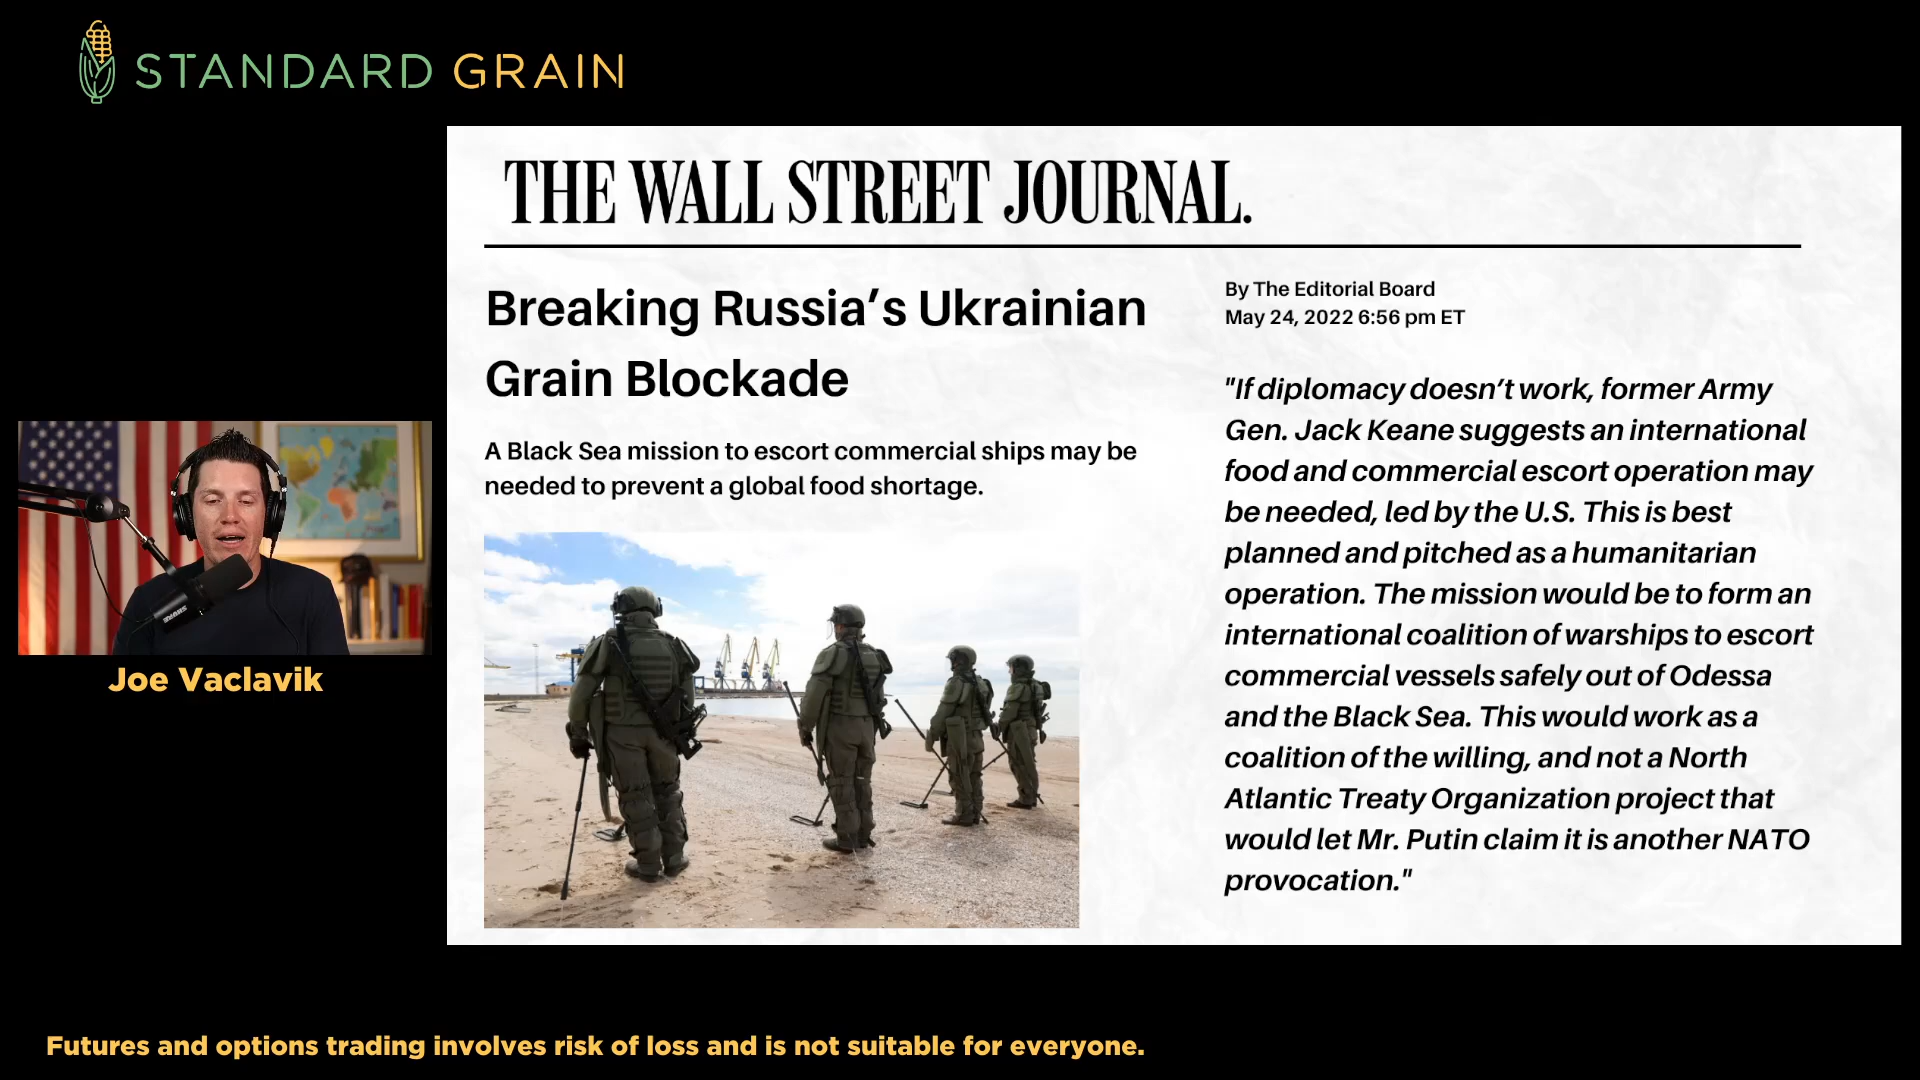 STANDARD GRAIN
THE WALL STREET JOURNAL.
Breaking Russia’s Ukrainian
Grain Blockade
A Black Sea mission to escort commercial ships may be
needed to prevent a global food shortage.
By The Editorial Board
May 24, 2022 6:56 pm ET
"If diplomacy doesn’t work, former Army
Gen. Jack Keane suggests an international
food and commercial escort operation may
be needed, led by the U.S. This is best
planned and pitched as a humanitarian
operation. The mission would be to form an
international coalition of warships to escort
commercial vessels safely out of Odessa
and the Black Sea. This would work as a
coalition of the willing, and not a North
Atlantic Treaty Organization project that
would let Mr. Putin claim it is another NATO
provocation."
SHURE
Joe Vaclavik
Futures and options trading involves risk of loss and is not suitable for everyone.